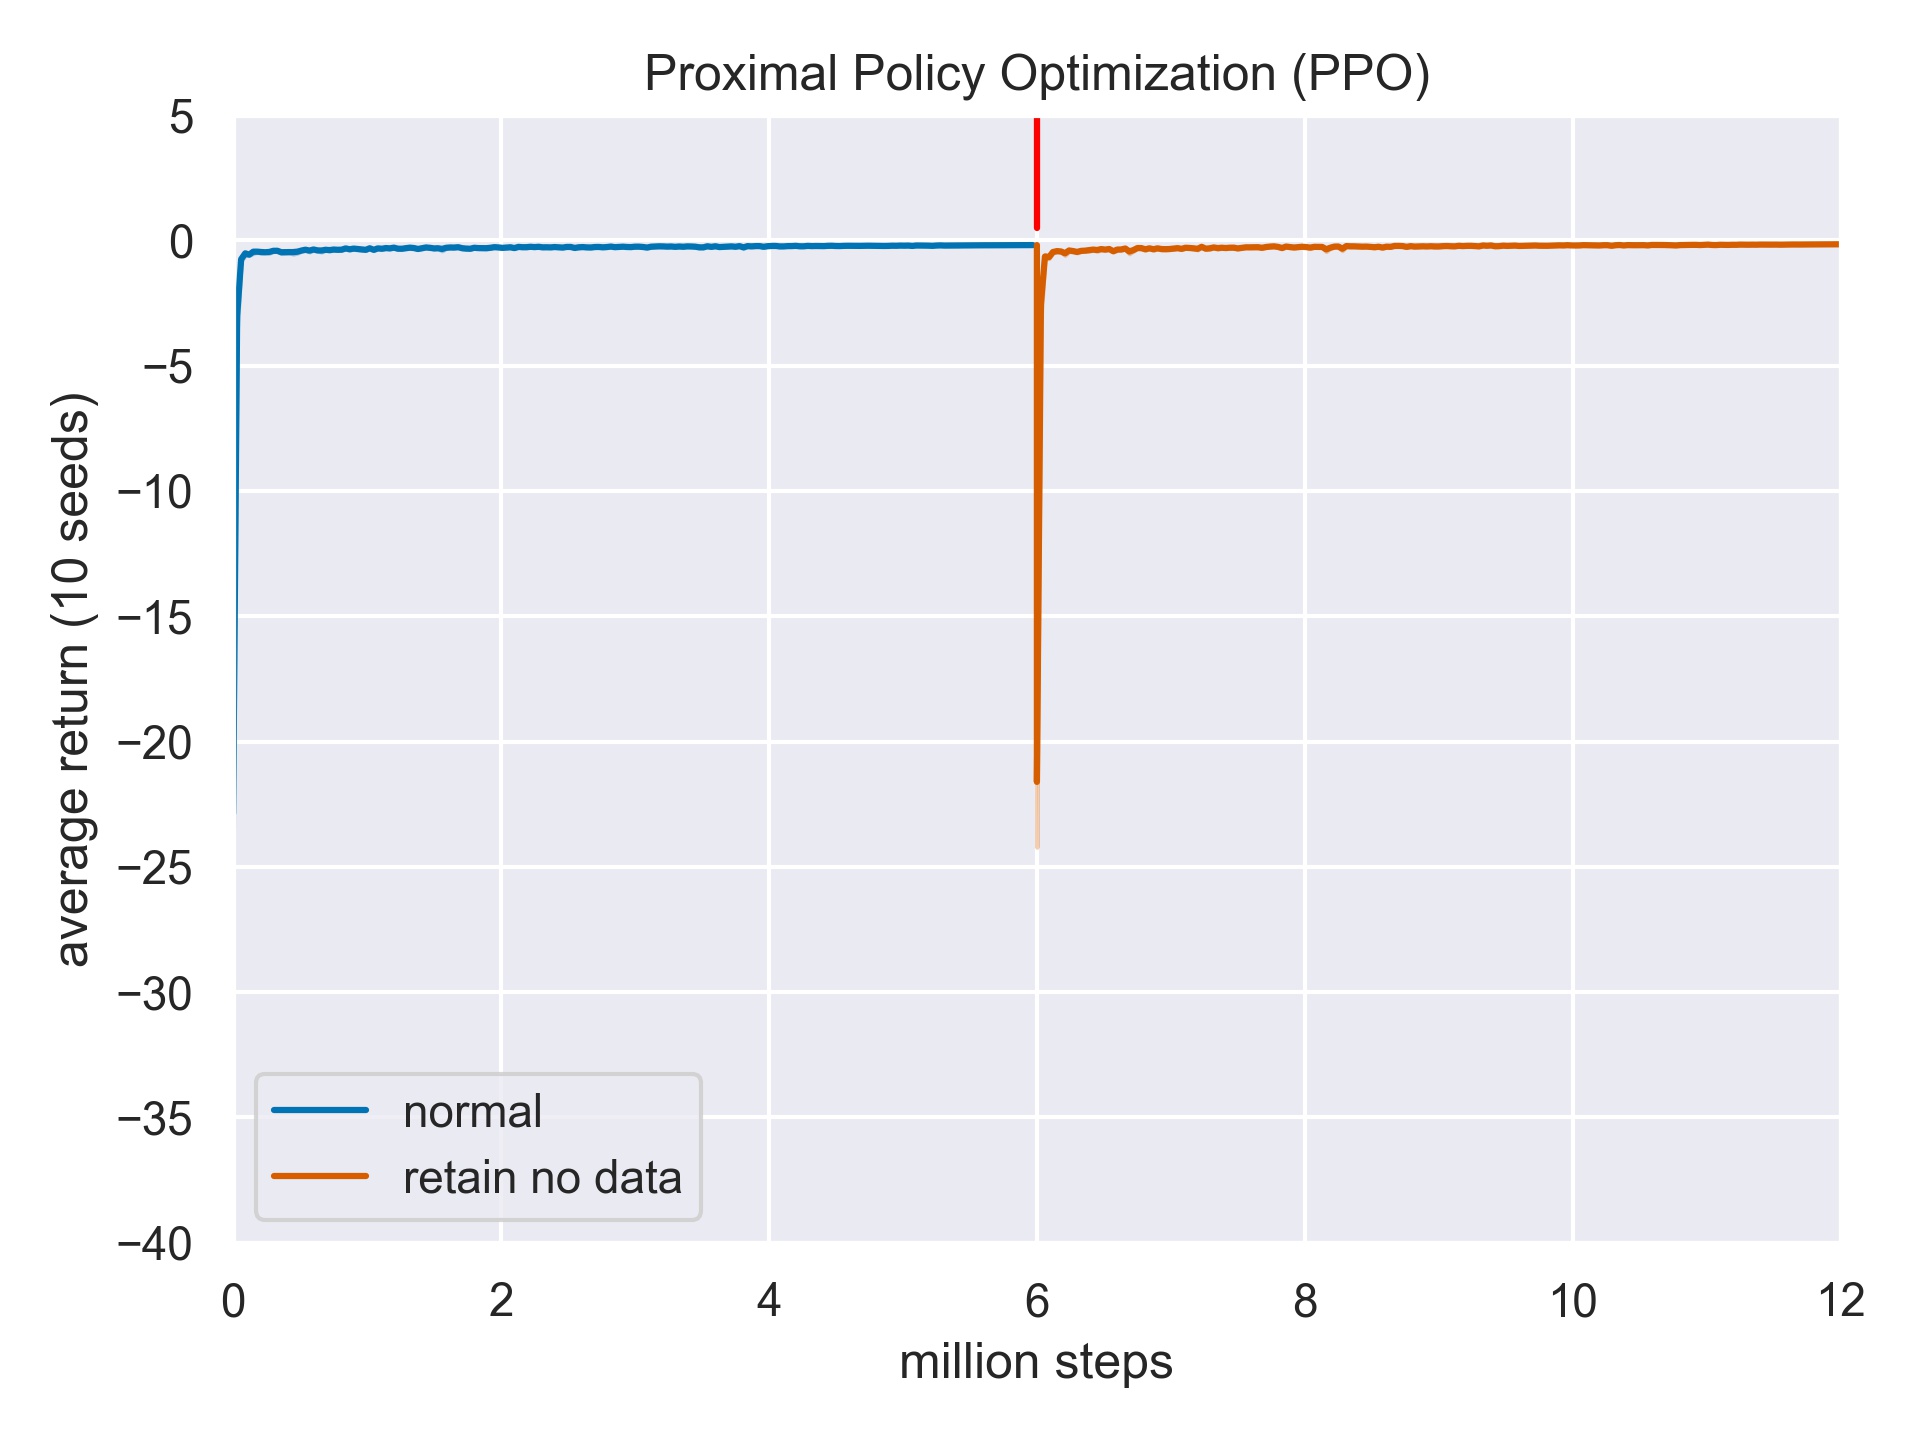 Proximal Policy Optimization (PPO)
5
0
−5
−10
−15
−20
−25
−30
−35
−40
average return (10 seeds)
normal
retain no data
0 2 4 6 8 10 12
million steps